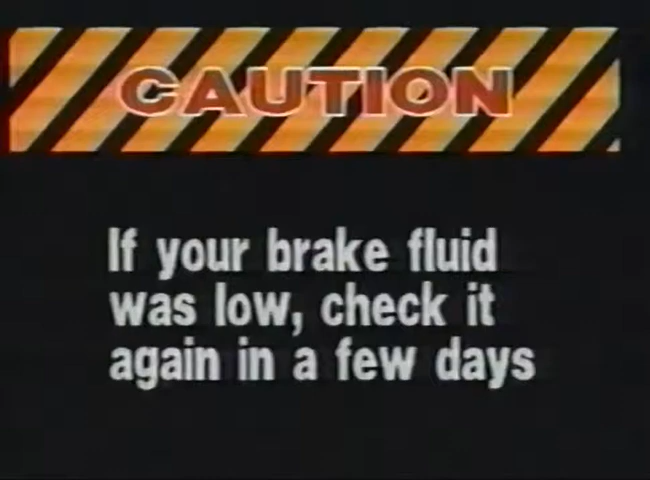 CAUTION
If your brake fluid
was low, check it
again in a few days